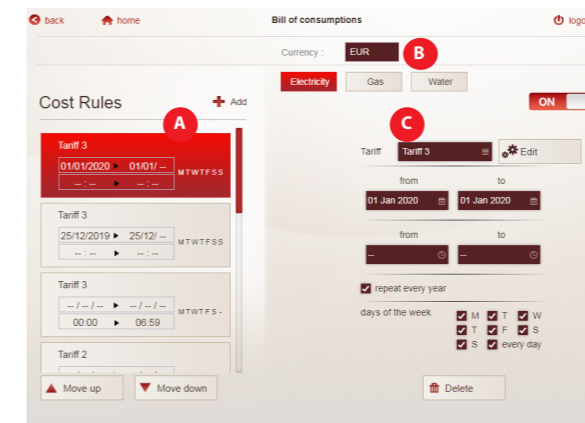 back home Bill of consumptions logo
Currency : EUR B
Electricity Gas Water
Cost Rules Add
ON
A C
Tariff 3
01/01/2020 01/01/ --
-- : -- -- : --
MTWTFSS
Tariff 3
25/12/2019 25/12/ --
-- : -- -- : --
MTWTFSS
Tariff 3
-- / -- / -- -- / -- / --
00:00 06:59
MTWTFS-
Tariff 2
Move up Move down
Tariff Tariff 3 Edit
from to
01 Jan 2020 01 Jan 2020
from to
-- --
repeat every year
days of the week M T W
T F S
S every day
Delete